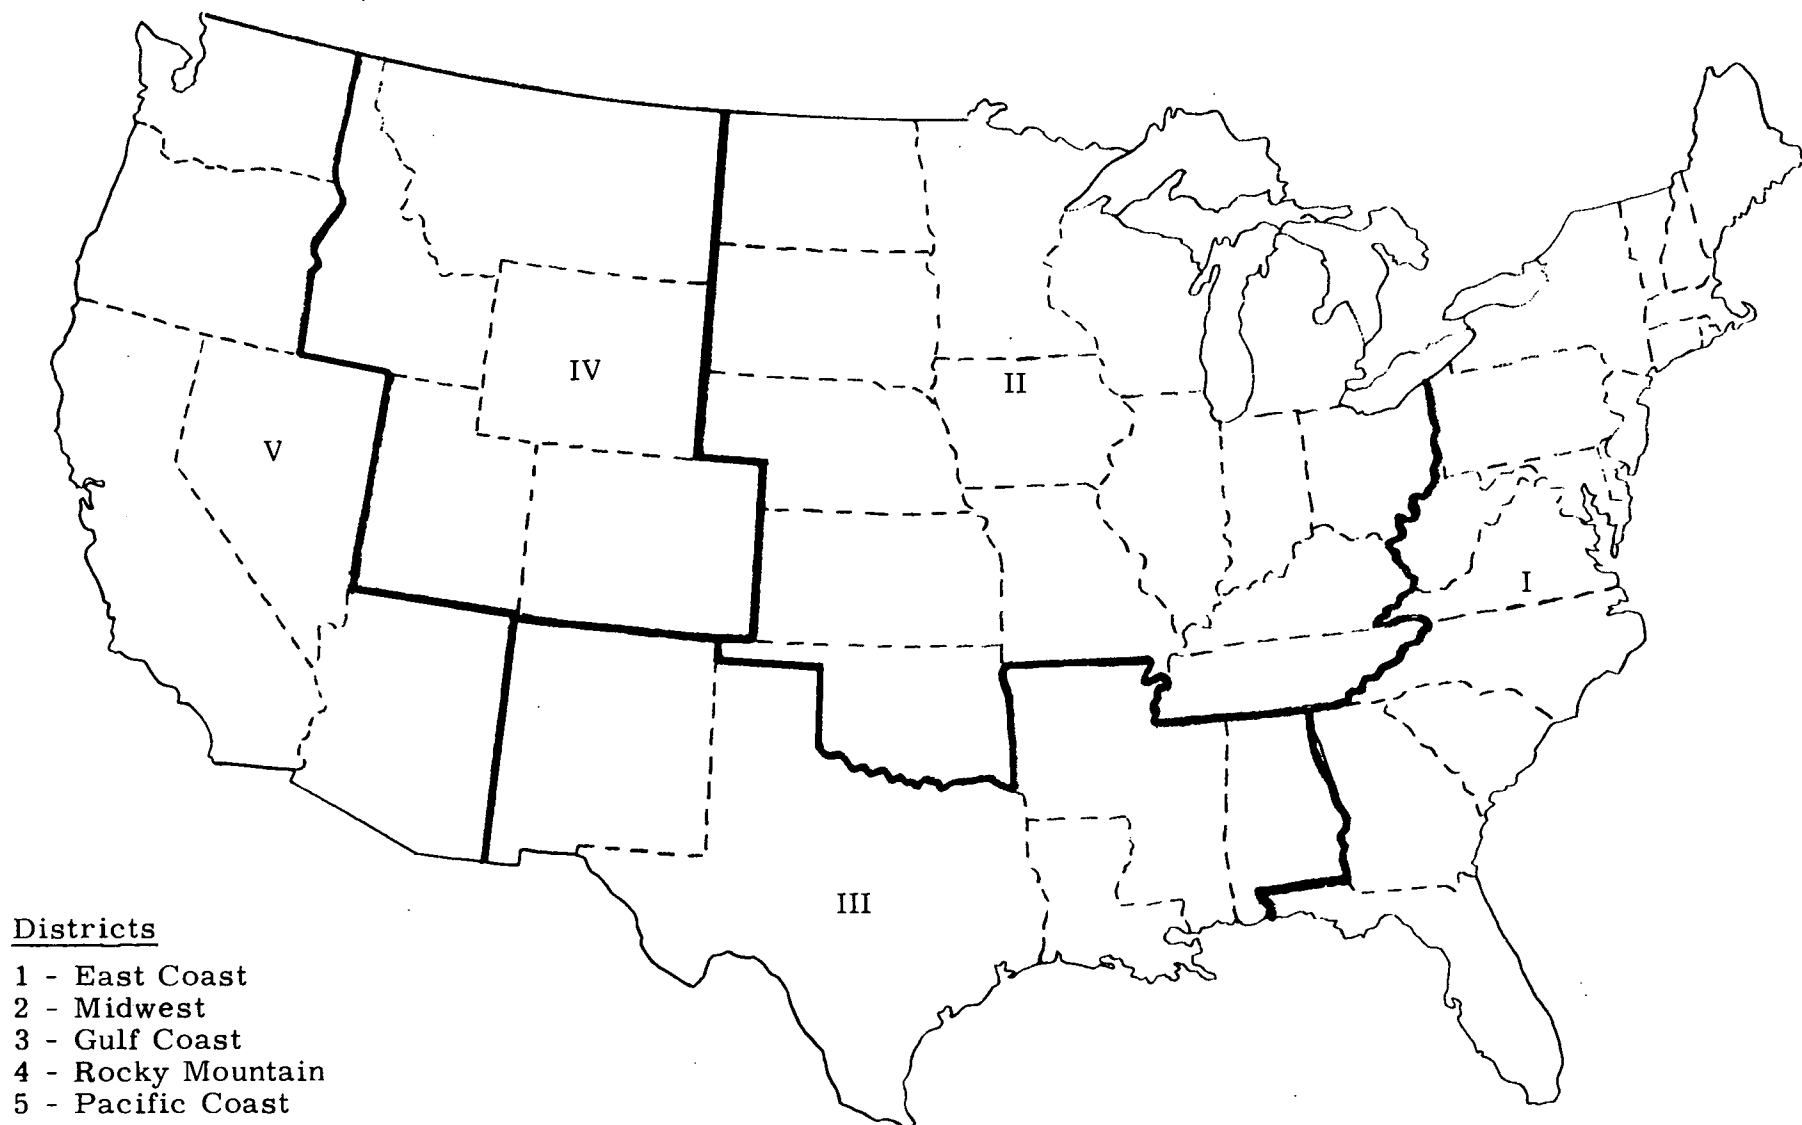 IV
II
V
I
III
Districts
1 - East Coast
2 - Midwest
3 - Gulf Coast
4 - Rocky Mountain
5 - Pacific Coast